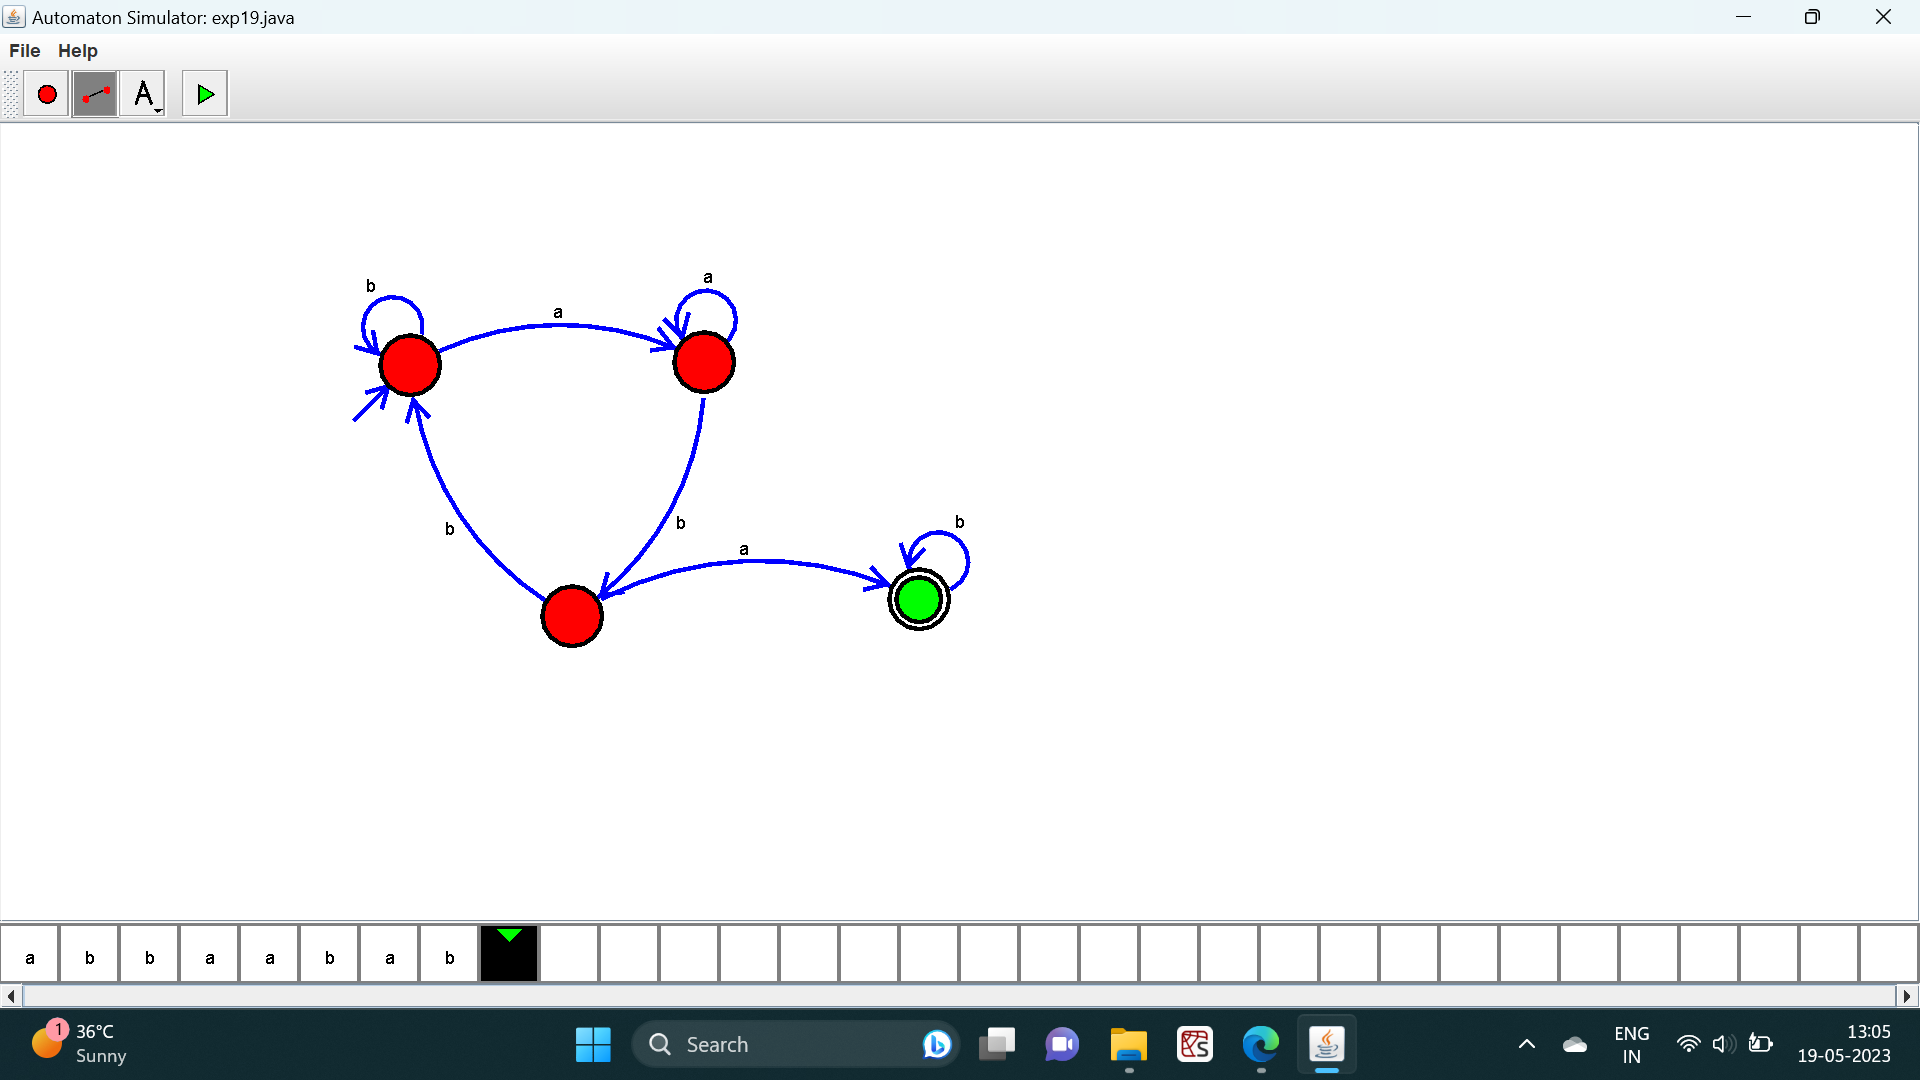 Automaton Simulator: exp19.java
File Help
A
b
a
a
b
b
a
b
a b b a a b a b
1
36°C
Sunny
Search
ENG
IN
13:05
19-05-2023